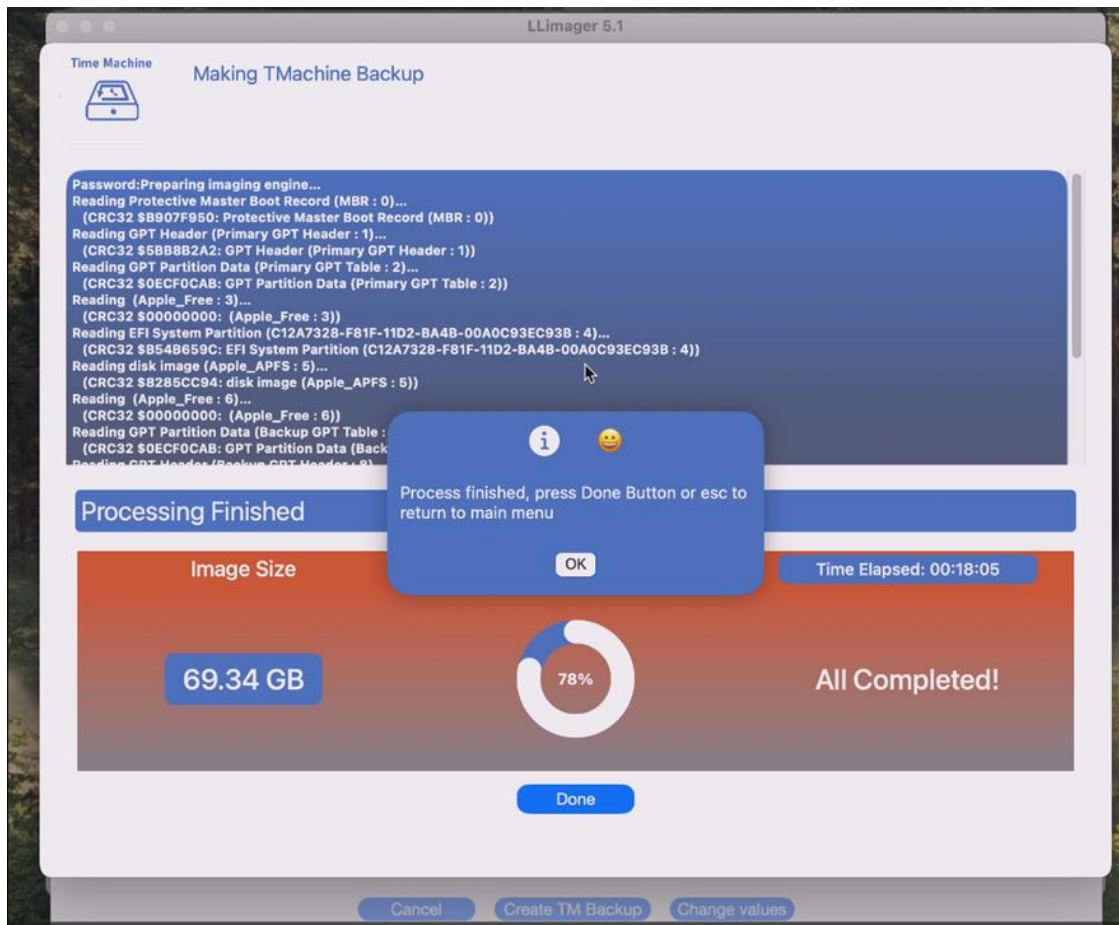 LLimager 5.1
Time Machine
Making TMachine Backup
Password:Preparing imaging engine...
Reading Protective Master Boot Record (MBR : 0)...
(CRC32 $B907F950: Protective Master Boot Record (MBR : 0))
Reading GPT Header (Primary GPT Header : 1)...
(CRC32 $5BB8B2A2: GPT Header (Primary GPT Header : 1))
Reading GPT Partition Data (Primary GPT Table : 2)...
(CRC32 $0ECF0CAB: GPT Partition Data (Primary GPT Table : 2))
Reading (Apple_Free : 3)...
(CRC32 $00000000: (Apple_Free : 3))
Reading EFI System Partition (C12A7328-F81F-11D2-BA4B-00A0C93EC93B : 4)...
(CRC32 $B54B659C: EFI System Partition (C12A7328-F81F-11D2-BA4B-00A0C93EC93B : 4))
Reading disk image (Apple_APFS : 5)...
(CRC32 $8285CC94: disk image (Apple_APFS : 5))
Reading (Apple_Free : 6)...
(CRC32 $00000000: (Apple_Free : 6))
Reading GPT Partition Data (Backup GPT Table :
(CRC32 $0ECF0CAB: GPT Partition Data (Back
Reading GPT Header (Backup GPT Header : 8)
Process finished, press Done Button or esc to
return to main menu
OK
Processing Finished
Image Size
Time Elapsed: 00:18:05
69.34 GB
78%
All Completed!
Done
Cancel
Create TM Backup
Change values